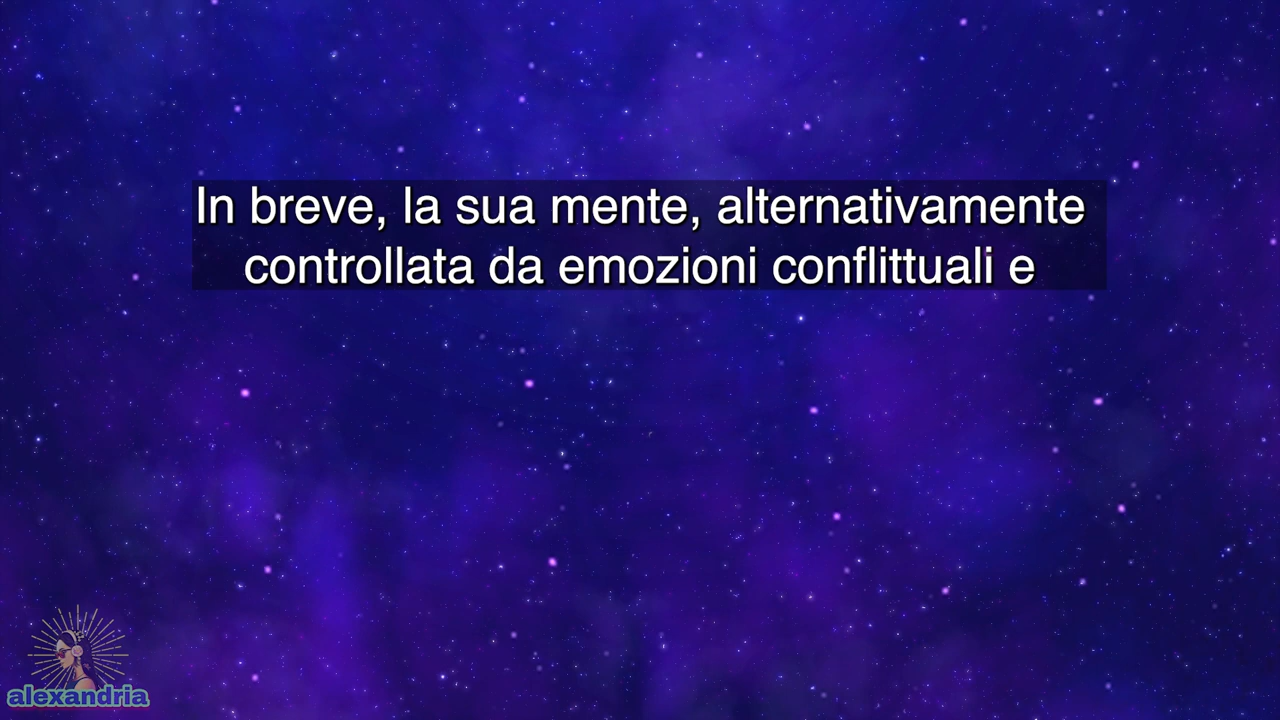 In breve, la sua mente, alternativamente
controllata da emozioni conflittuali e
alexandria